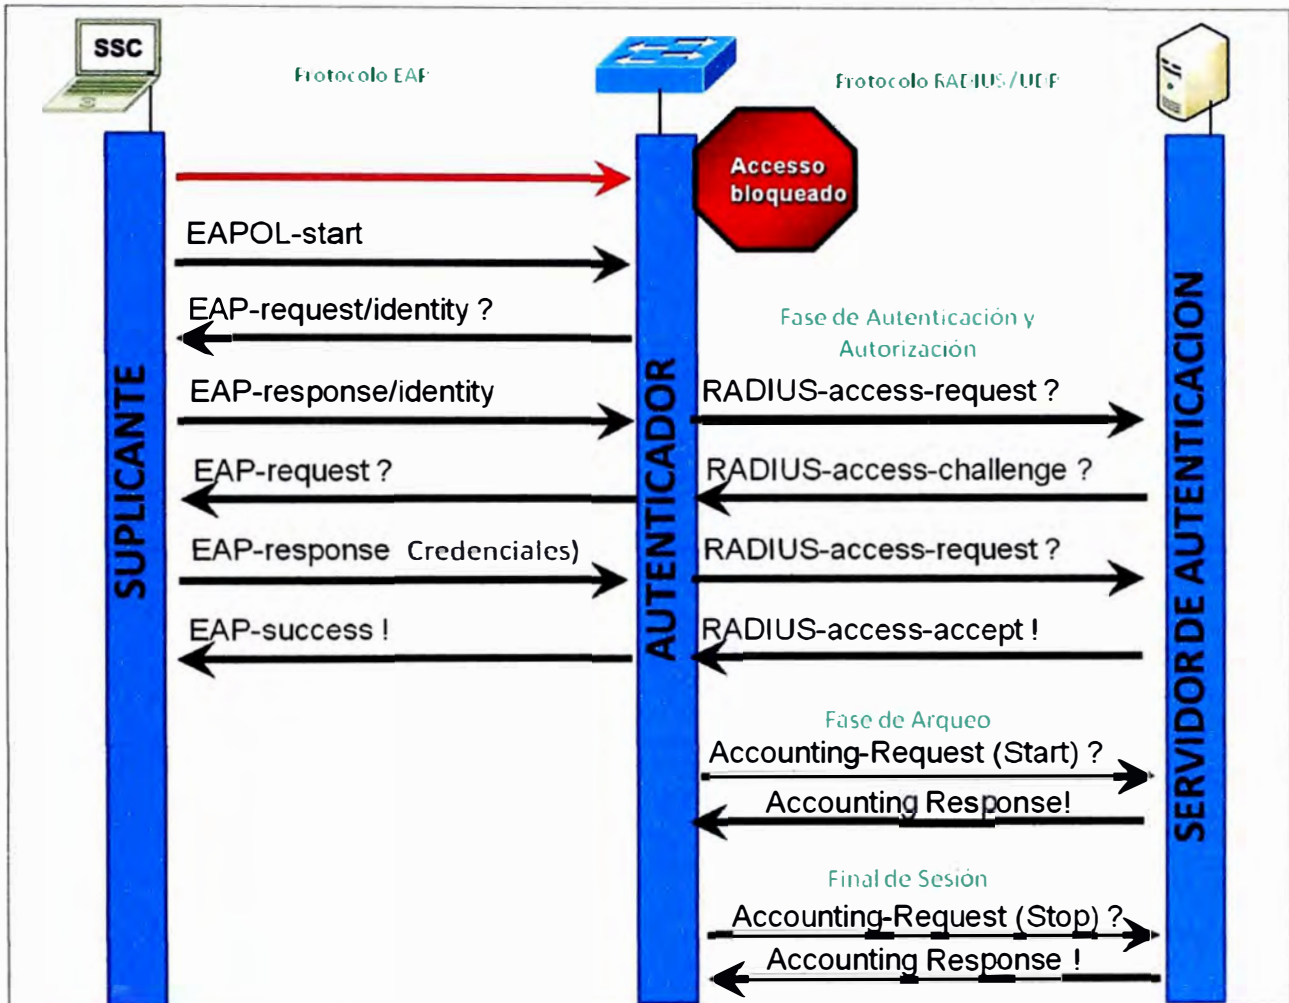 SSC
Protocolo EAP
Protocolo RADIUS/UDP
Accesso
bloqueado
EAPOL-start
EAP-request/identity ?
Fase de Autenticación y
Autorización
EAP-response/identity
RADIUS-access-request ?
EAP-request ?
RADIUS-access-challenge ?
EAP-response Credenciales)
RADIUS-access-request ?
EAP-success !
RADIUS-access-accept !
Fase de Arqueo
Accounting-Request (Start) ?
Accounting Response!
Final de Sesión
Accounting-Request (Stop) ?
Accounting Response !
SUPLICANTE
AUTENTICADOR
SERVIDOR DE AUTENTICACION